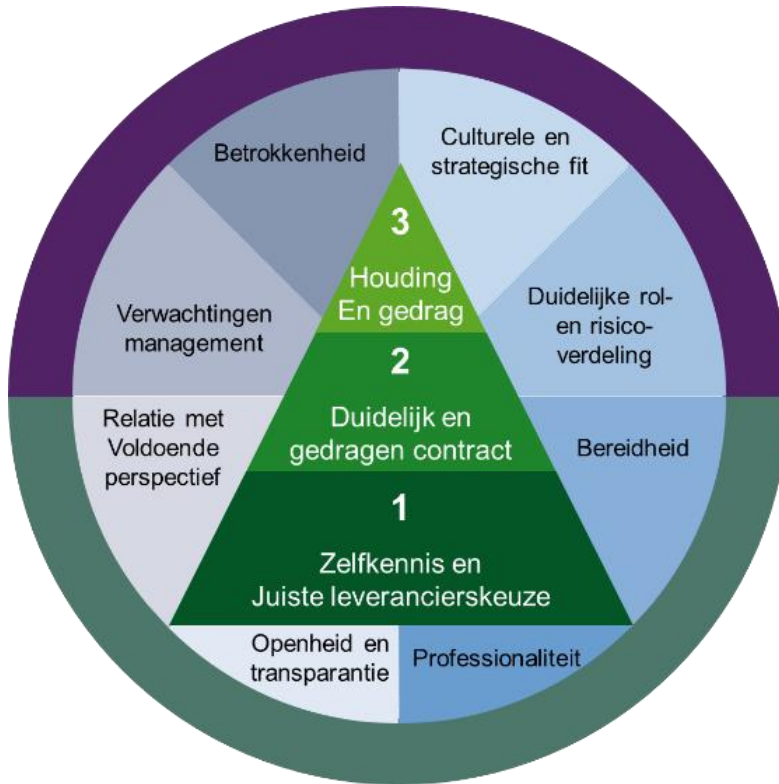 Betrokkenheid
Culturele en
strategische fit
3
Houding
En gedrag
Verwachtingen
management
Duidelijke rol-
en risico-
verdeling
2
Duidelijk en
gedragen contract
Relatie met
Voldoende
perspectief
Bereidheid
1
Zelfkennis en
Juiste leverancierskeuze
Openheid en
transparantie
Professionaliteit